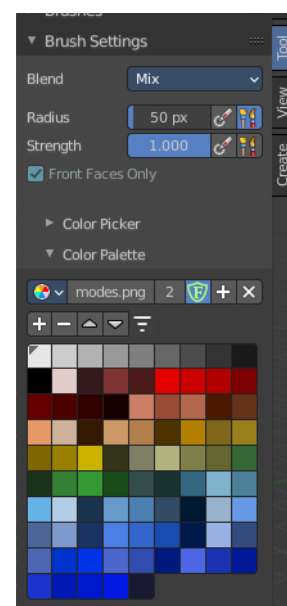 Brushes
Tool
View
Create
Brush Settings
Blend
Mix
Radius
50 px
Strength
1.000
Front Faces Only
Color Picker
Color Palette
modes.png
2
F